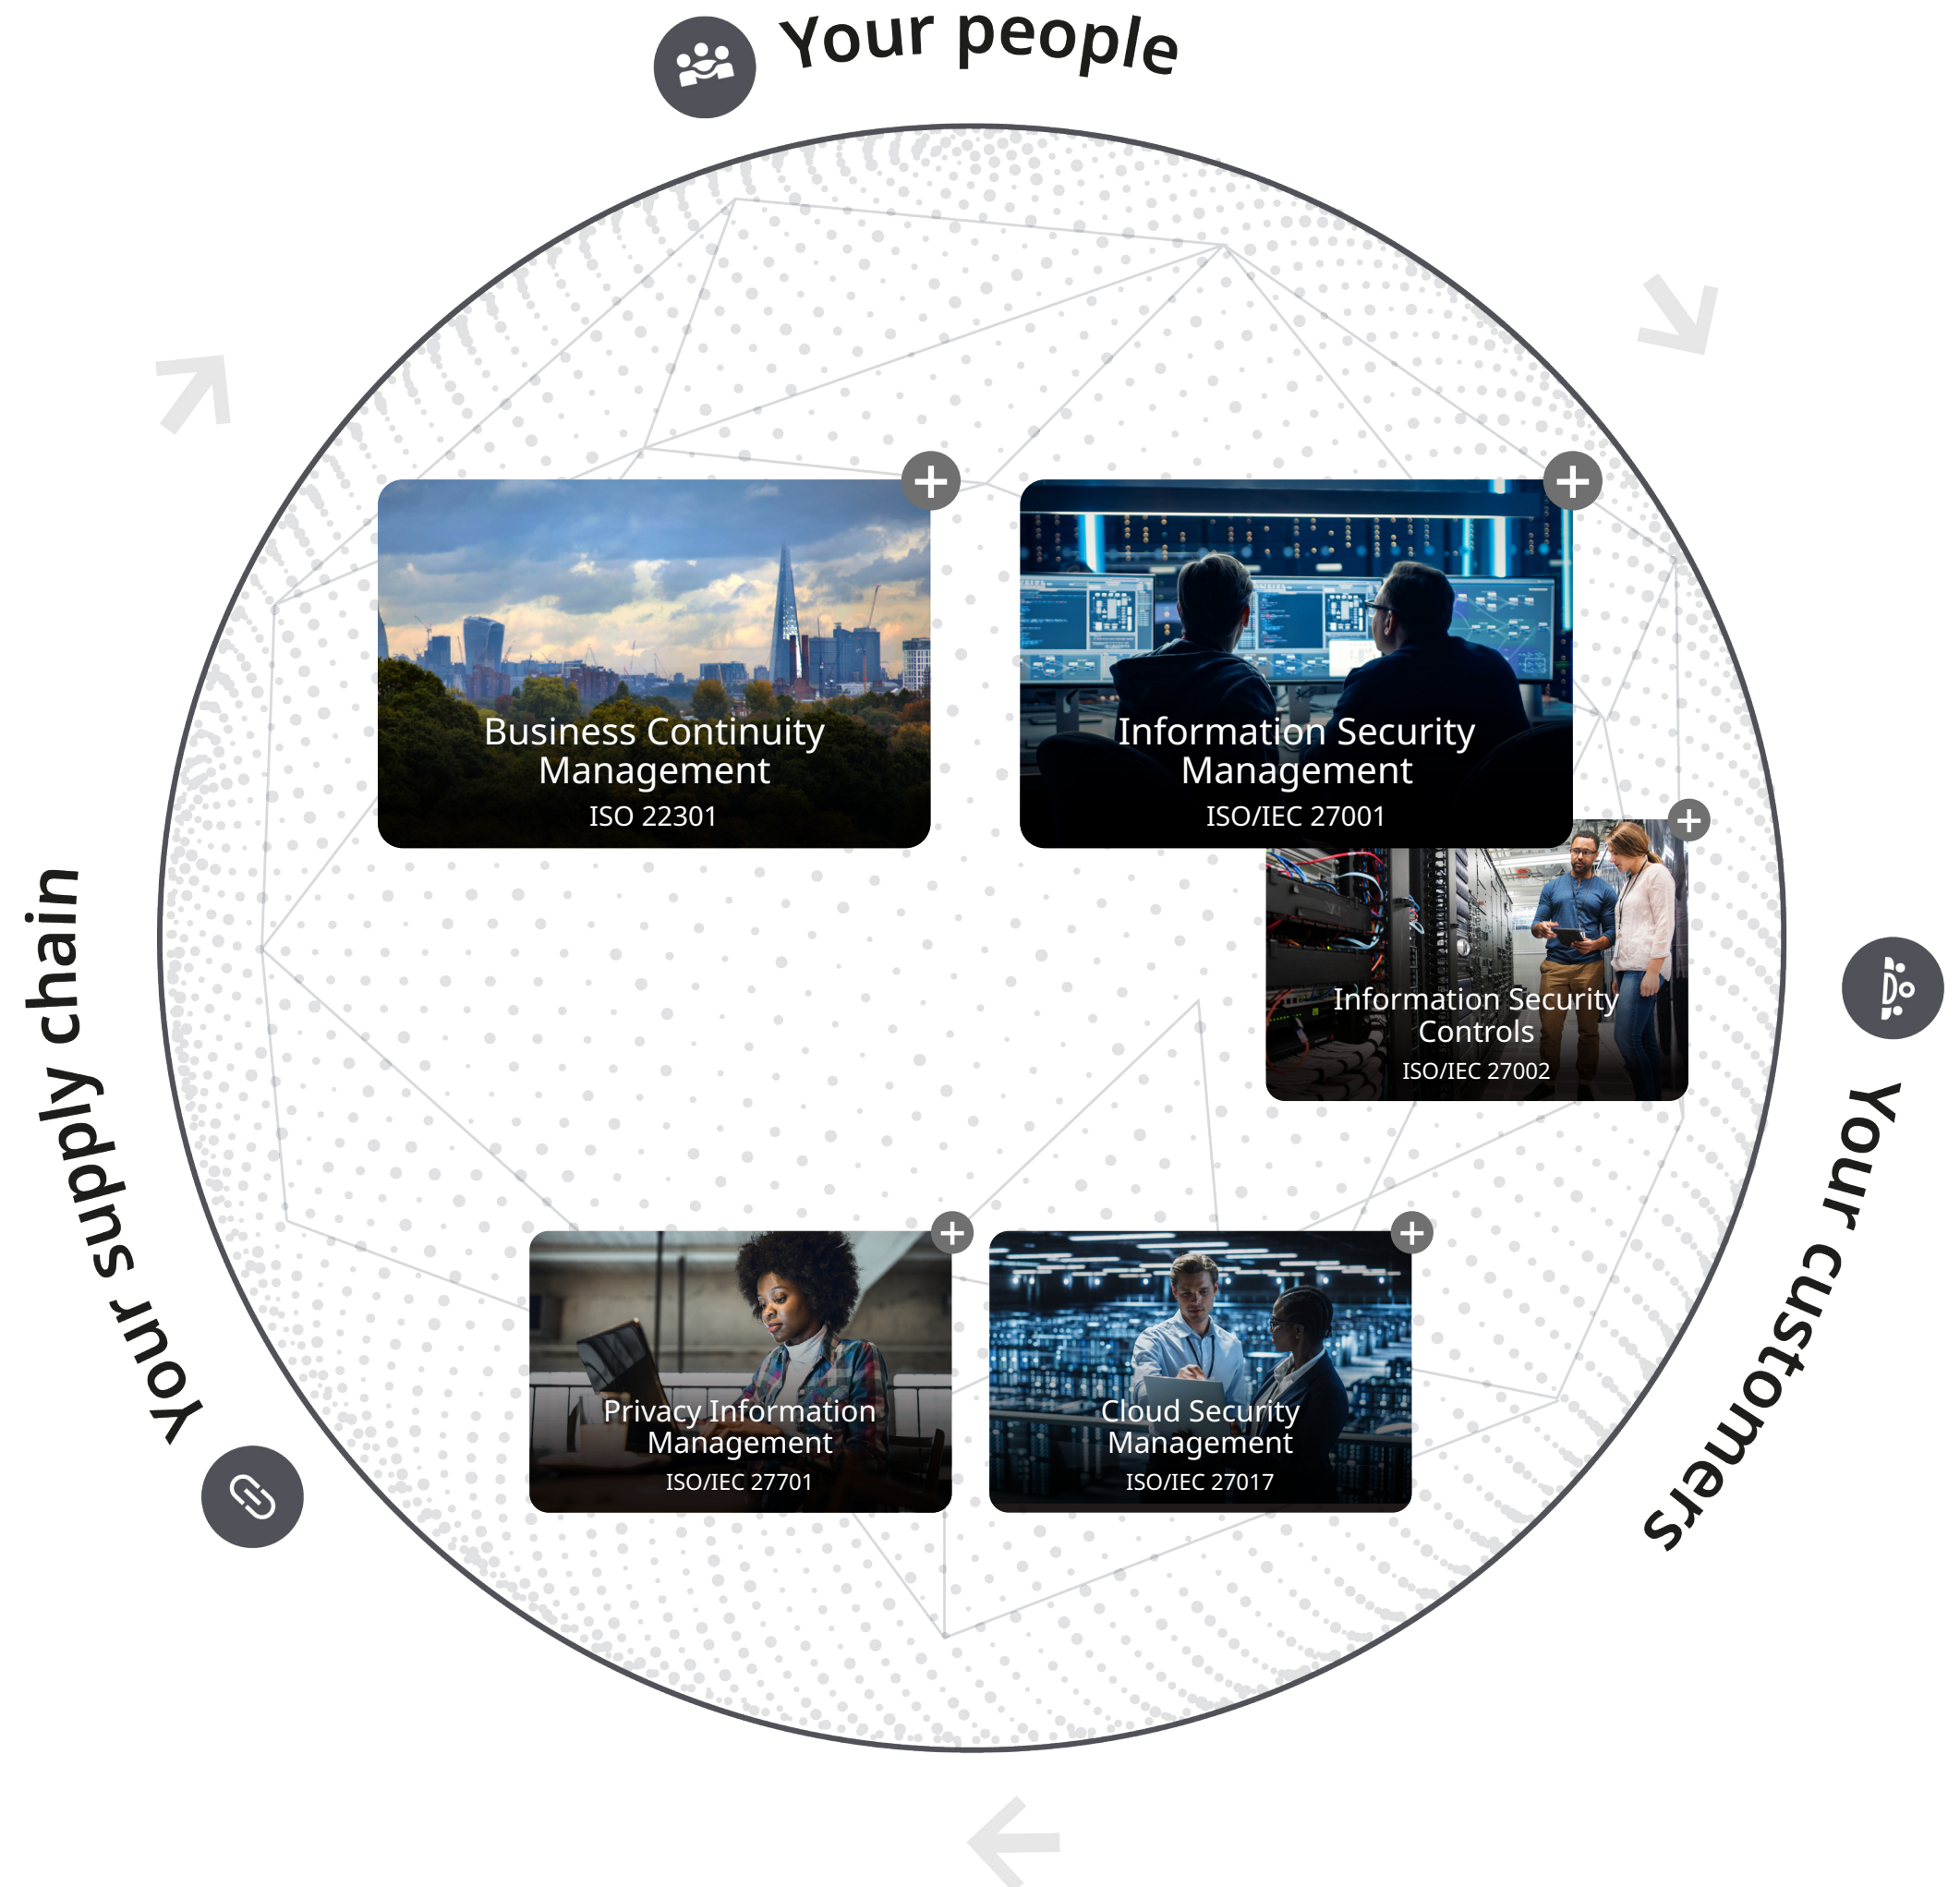 Your people
Business Continuity
Management
ISO 22301
Information Security
Management
ISO/IEC 27001
Information Security
Controls
ISO/IEC 27002
Your supply chain
Your customers
Privacy Information
Management
ISO/IEC 27701
Cloud Security
Management
ISO/IEC 27017